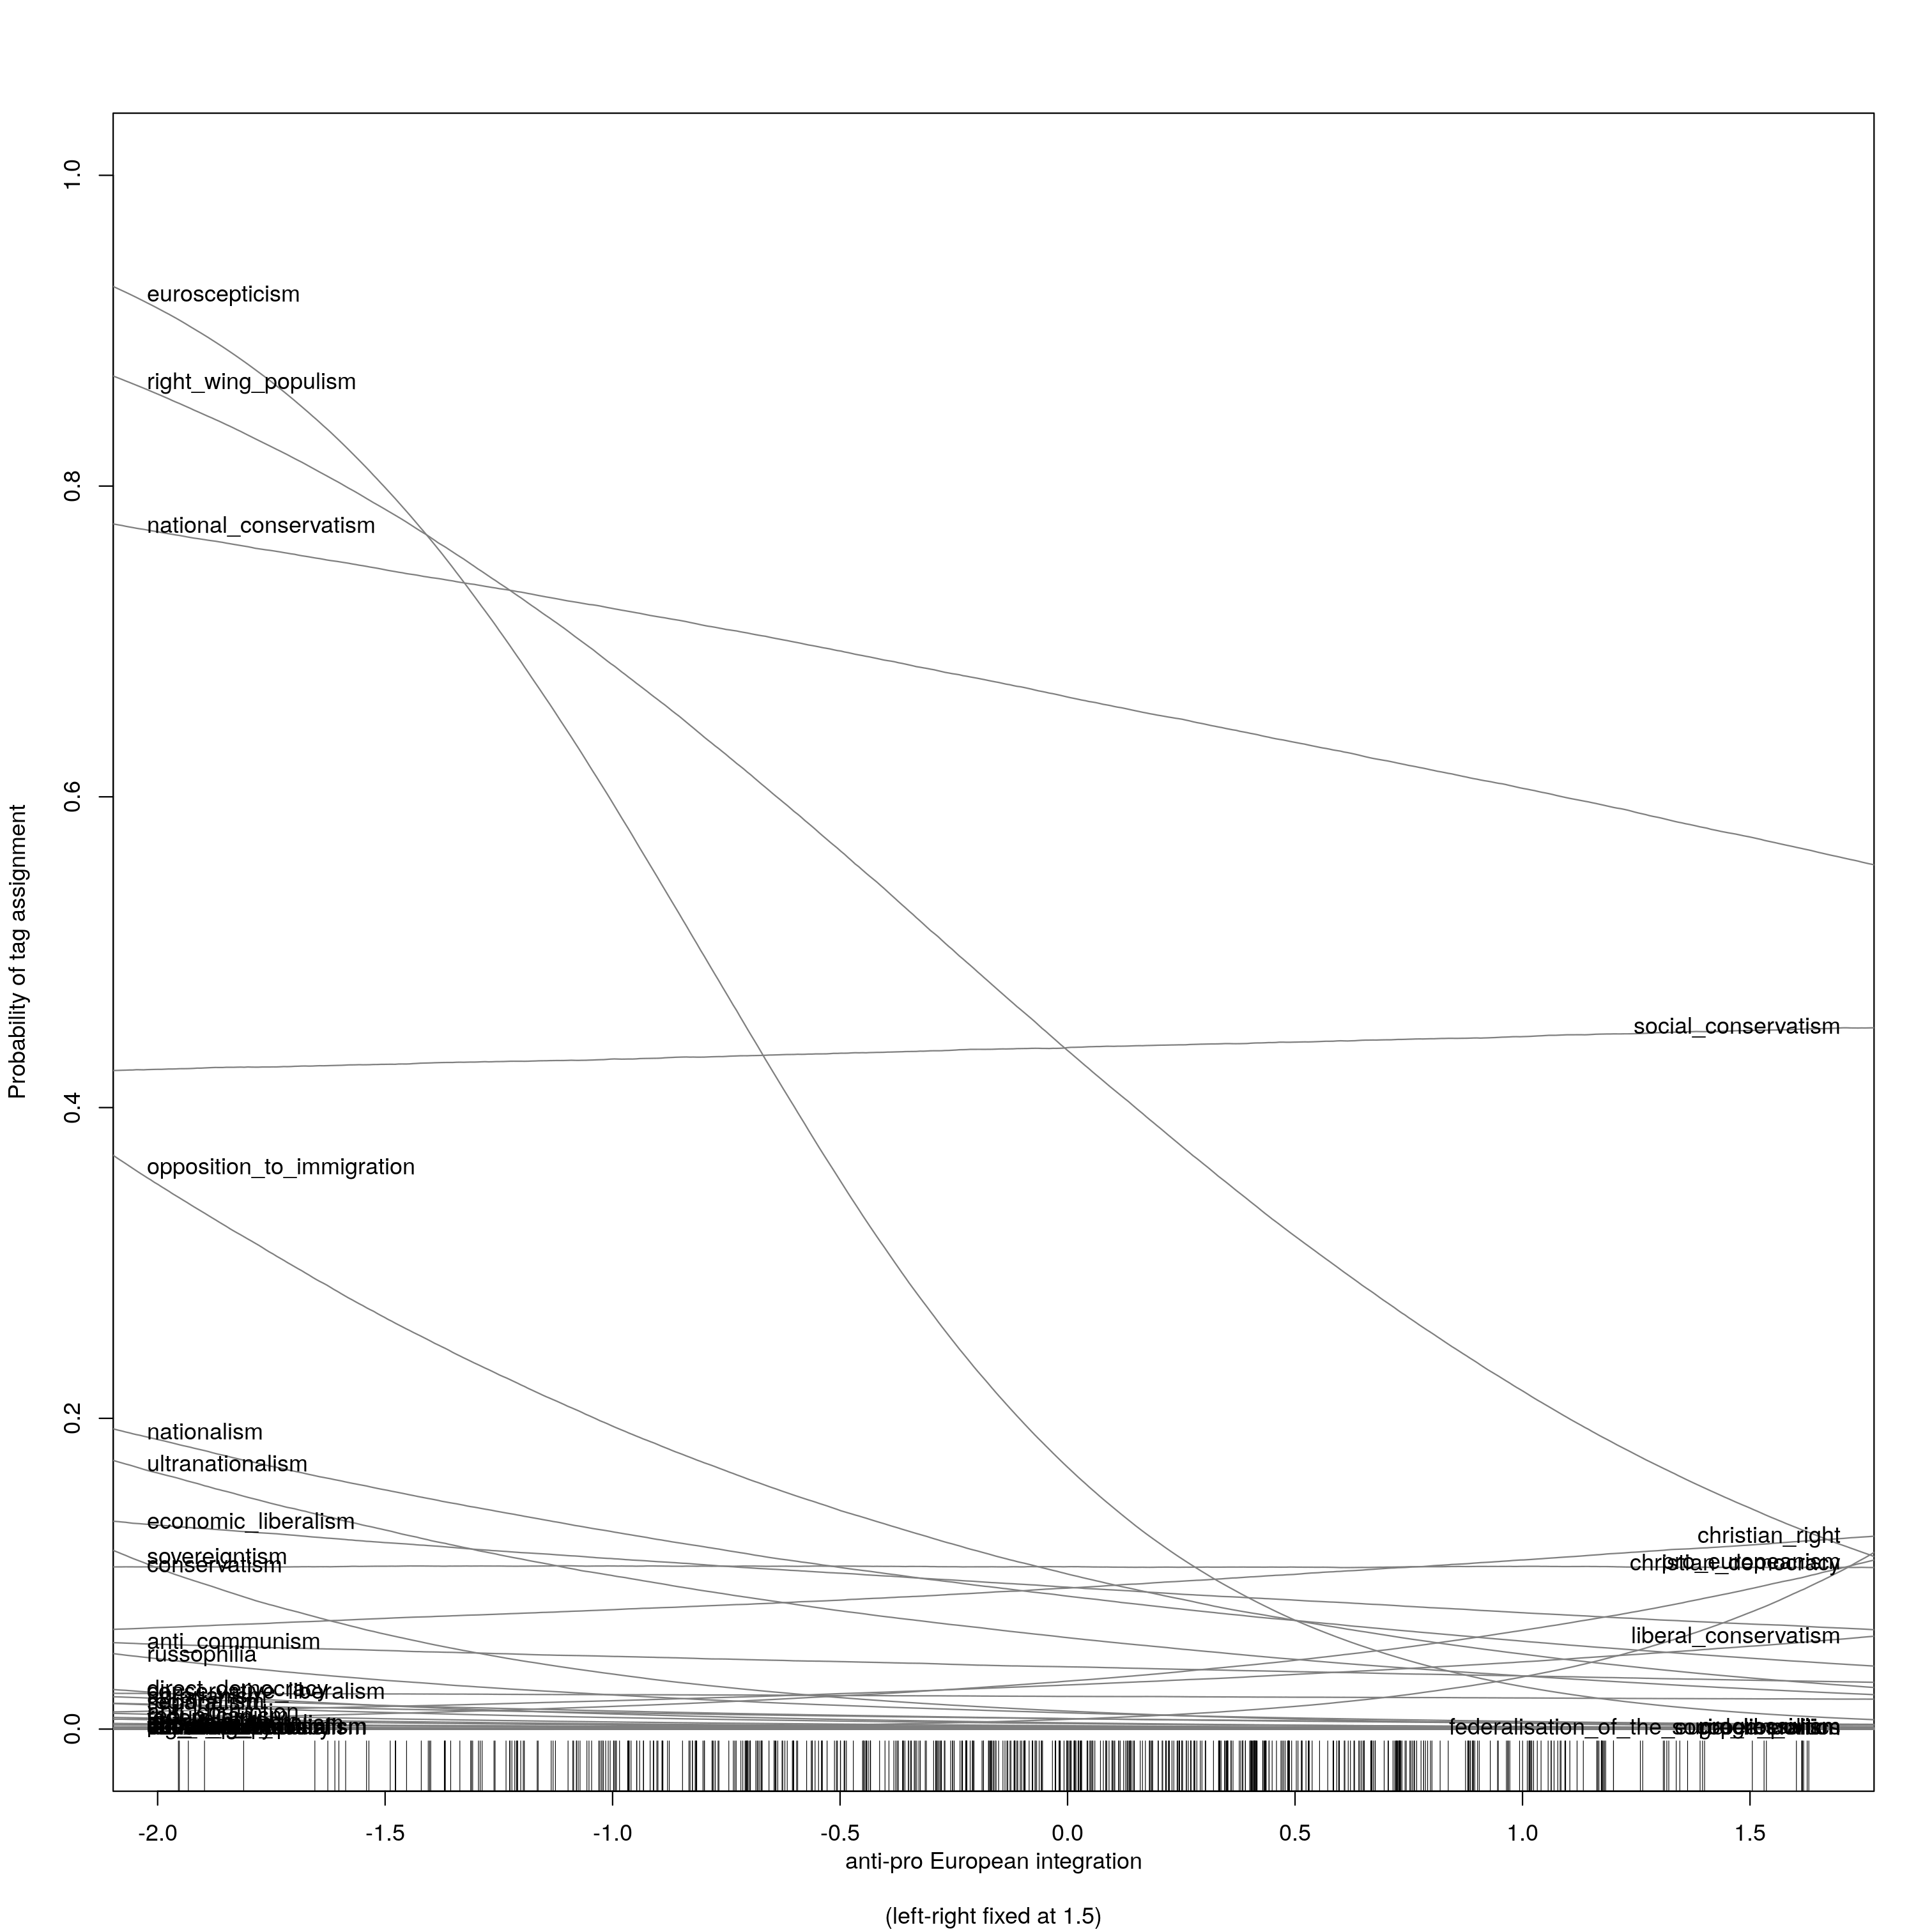 1.0
0.8
0.6
0.4
0.2
0.0
Probability of tag assignment
euroscepticism
right_wing_populism
national_conservatism
social_conservatism
opposition_to_immigration
nationalism
ultranationalism
economic_liberalism
christian_right
sovereigntism
conservatism
christian_democracy
pro_europeanism
anti_communism
liberal_conservatism
russophilia
direct_democracy
federalisation_of_the
-2.0 -1.5 -1.0 -0.5 0.0 0.5 1.0 1.5
anti-pro European integration
(left-right fixed at 1.5)